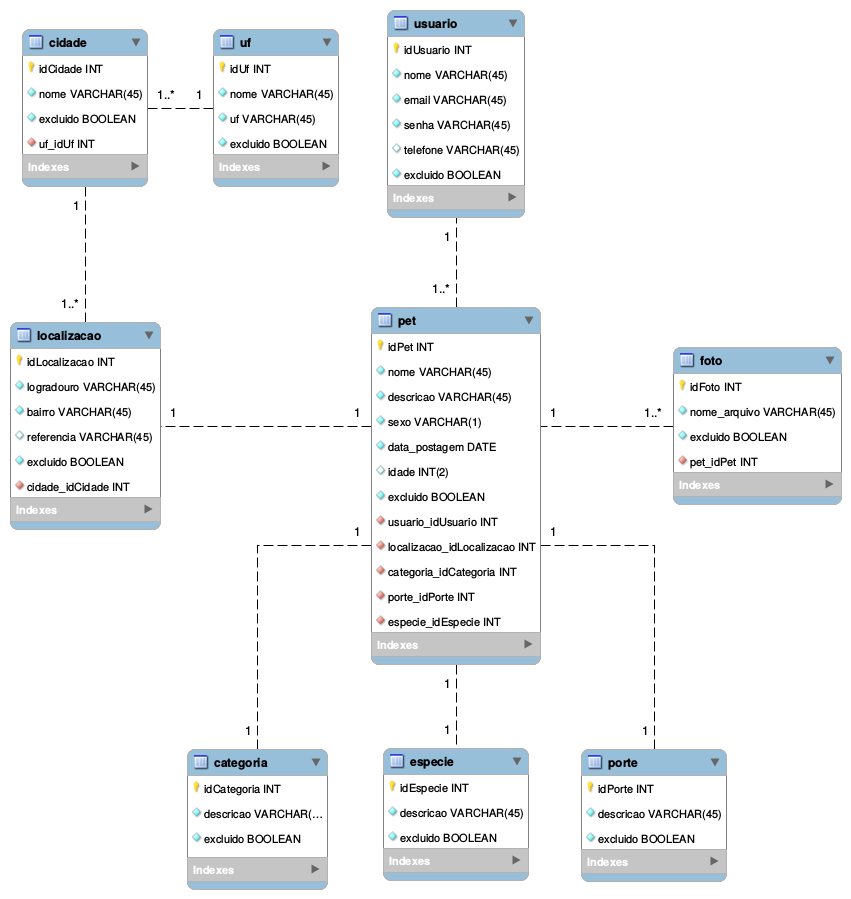 cidade
idCidade INT
nome VARCHAR(45)
excluido BOOLEAN
uf_idUf INT
Indexes
1..*
1
uf
idUf INT
nome VARCHAR(45)
uf VARCHAR(45)
excluido BOOLEAN
Indexes
usuario
idUsuario INT
nome VARCHAR(45)
email VARCHAR(45)
senha VARCHAR(45)
telefone VARCHAR(45)
excluido BOOLEAN
Indexes
1
1..*
1
1..*
localizacao
idLocalizacao INT
logradouro VARCHAR(45)
bairro VARCHAR(45)
referencia VARCHAR(45)
excluido BOOLEAN
cidade_idCidade INT
Indexes
1
1
pet
idPet INT
nome VARCHAR(45)
descricao VARCHAR(45)
sexo VARCHAR(1)
data_postagem DATE
idade INT(2)
excluido BOOLEAN
usuario_idUsuario INT
localizacao_idLocalizacao INT
categoria_idCategoria INT
porte_idPorte INT
especie_idEspecie INT
Indexes
1
1..*
foto
idFoto INT
nome_arquivo VARCHAR(45)
excluido BOOLEAN
pet_idPet INT
Indexes
1
1
1
1
1
1
categoria
idCategoria INT
descricao VARCHAR(...
excluido BOOLEAN
Indexes
especie
idEspecie INT
descricao VARCHAR(45)
excluido BOOLEAN
Indexes
porte
idPorte INT
descricao VARCHAR(45)
excluido BOOLEAN
Indexes